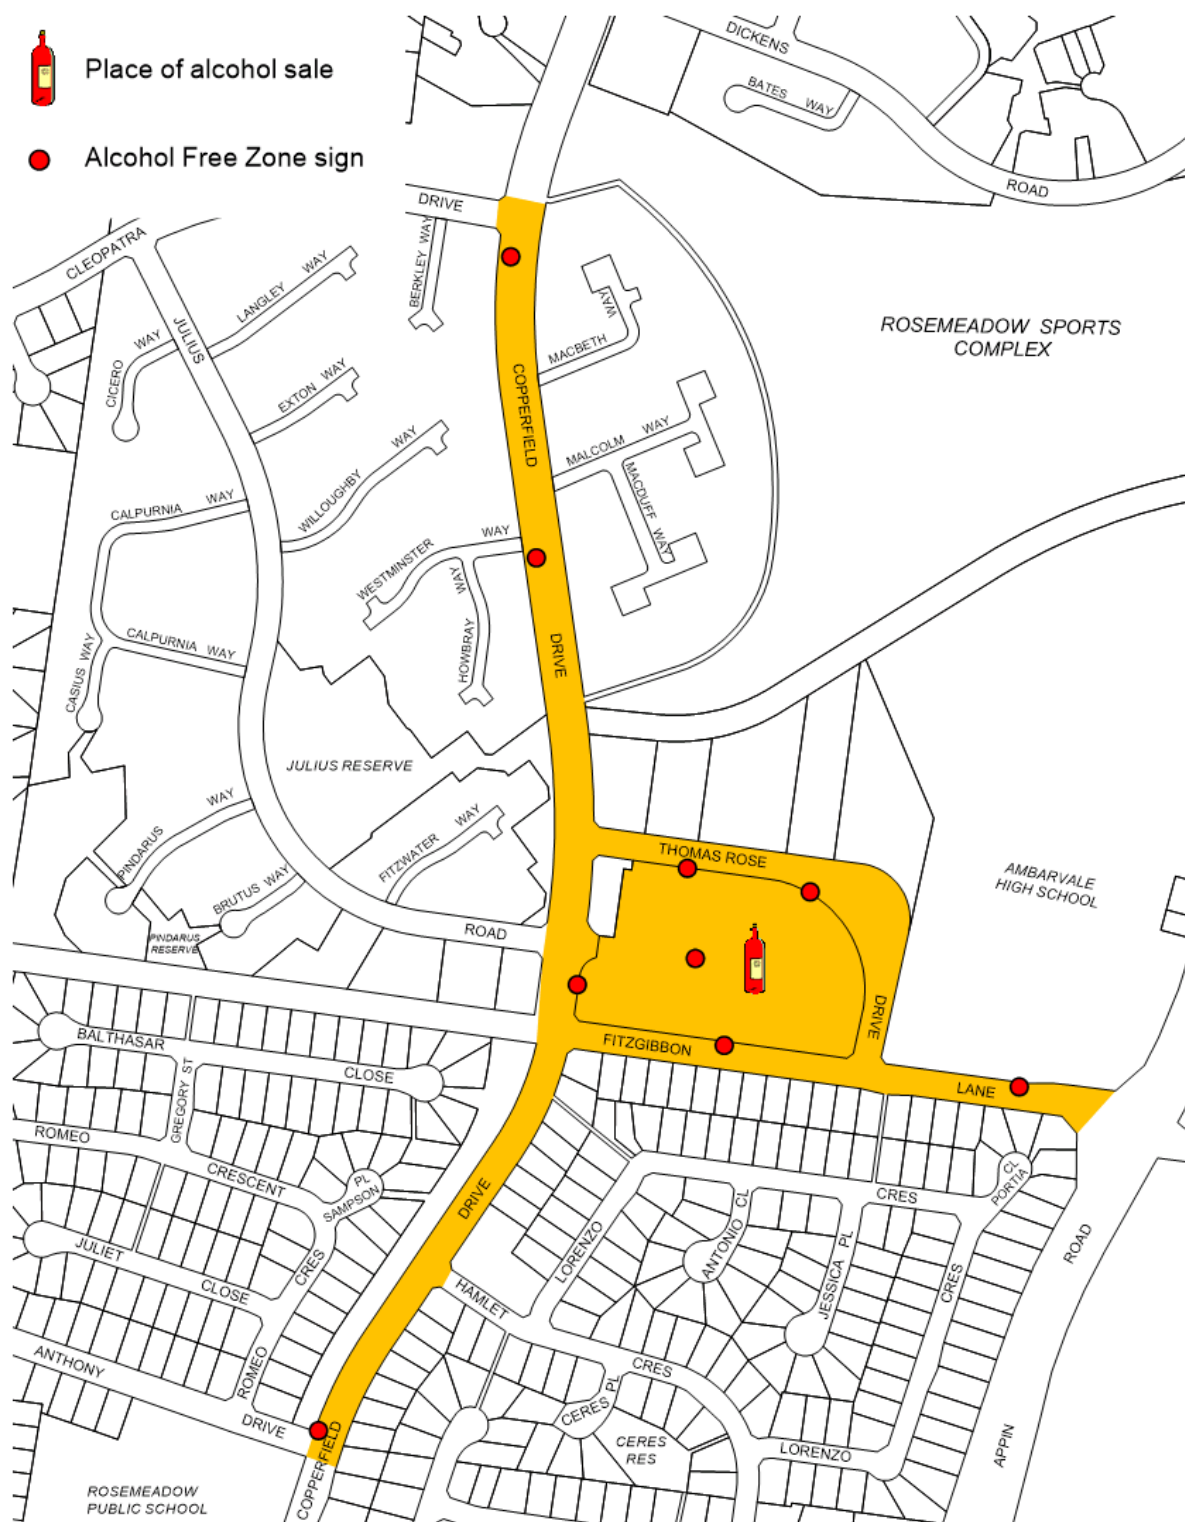 Place of alcohol sale
Alcohol Free Zone sign
DICKENS
BATES WAY
ROAD
DRIVE
CLEOPATRA
BERKLEY WAY
LANGLEY WAY
JULIUS
WAY
CICERO
WAY
MACBETH
ROSEMEADOW SPORTS
COMPLEX
EXTON WAY
COPPERFIELD
MALCOLM WAY
WILLOUGHBY WAY
MACDUFF WAY
CALPURNIA WAY
WESTMINSTER WAY
WAY
HOWBRAY
DRIVE
CALPURNIA WAY
CASIUS WAY
JULIUS RESERVE
PINDARUS WAY
FITZWATER WAY
THOMAS ROSE
AMBARVALE
HIGH SCHOOL
BRUTUS WAY
ROAD
PINDARUS
RESERVE
DRIVE
BALTHASAR
CLOSE
FITZGIBBON
LANE
GREGORY ST
ROMEO
CRESCENT
PL
SAMPSON
CL
PORTIA
CRES
DRIVE
ANTONIO CL
LORENZO
JESSICA PL
ROAD
JULIET
CLOSE
CRES
CRES
HAMLET
ANTHONY
ROMEO
CRES
CERES PL
DRIVE
COPPERFIELD
CERES
RES
LORENZO
APPIN
ROSEMEADOW
PUBLIC SCHOOL